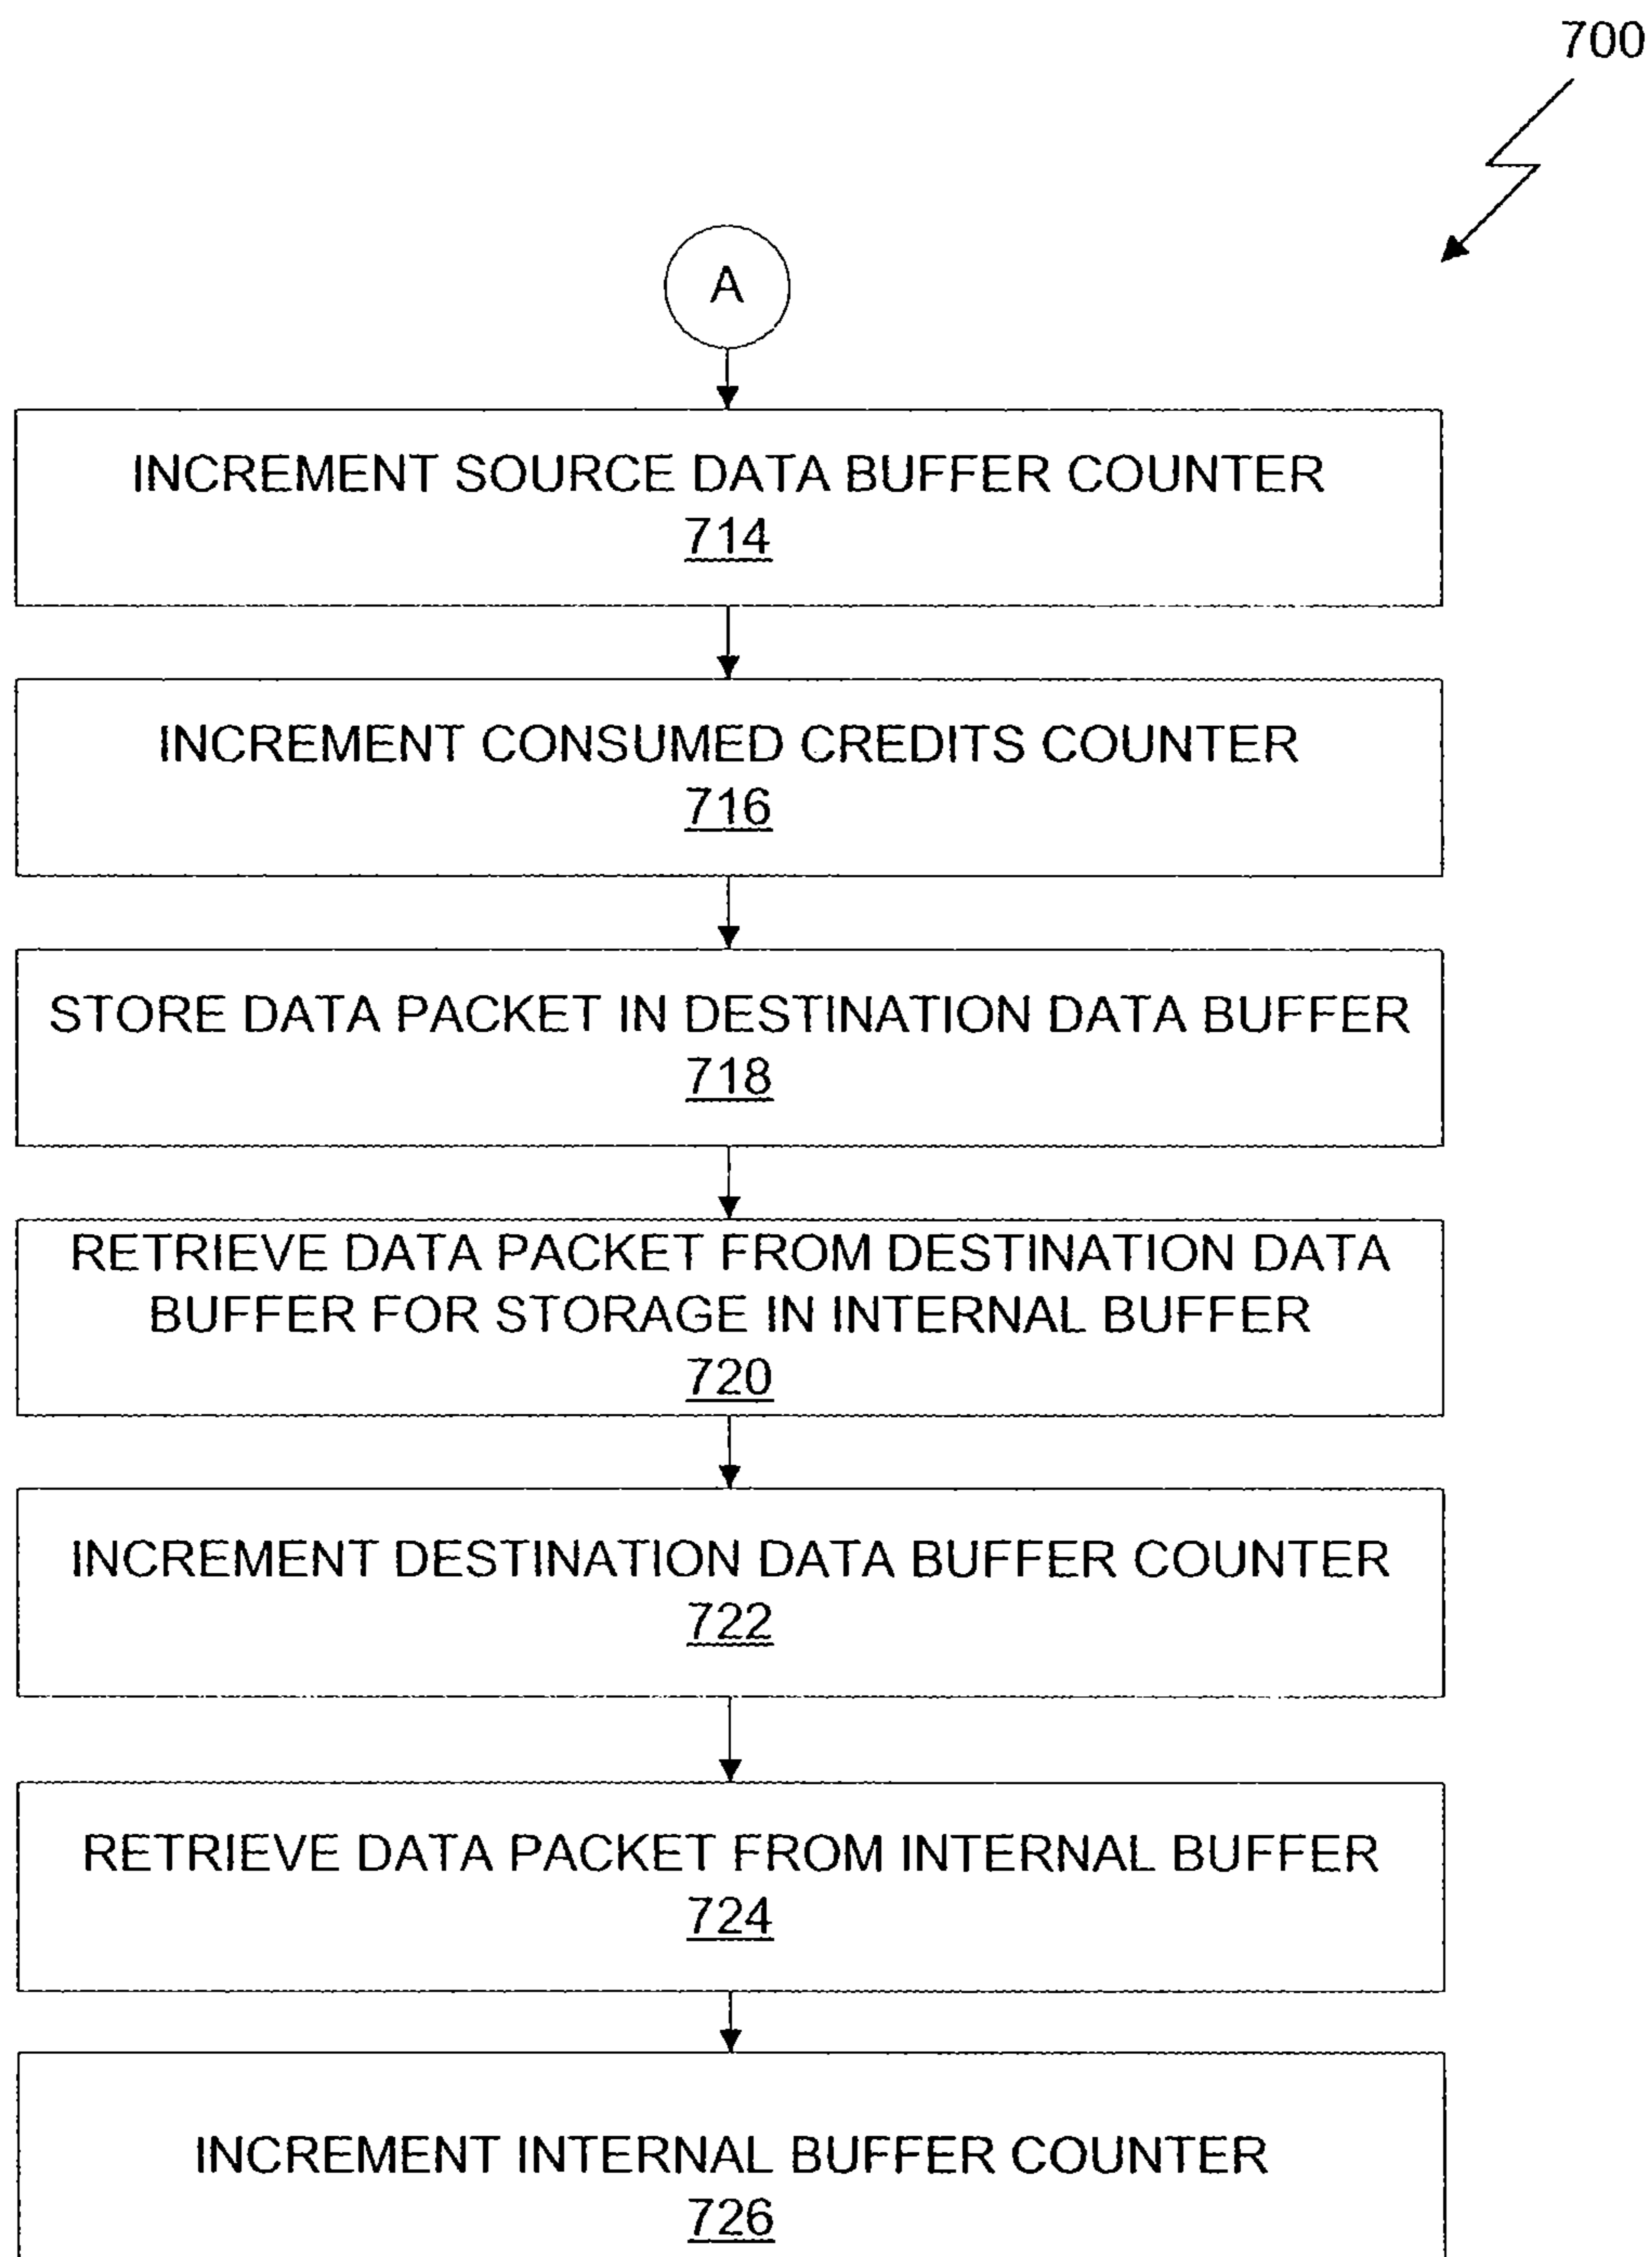 700
A
INCREMENT SOURCE DATA BUFFER COUNTER
714
INCREMENT CONSUMED CREDITS COUNTER
716
STORE DATA PACKET IN DESTINATION DATA BUFFER
718
RETRIEVE DATA PACKET FROM DESTINATION DATA
BUFFER FOR STORAGE IN INTERNAL BUFFER
720
INCREMENT DESTINATION DATA BUFFER COUNTER
722
RETRIEVE DATA PACKET FROM INTERNAL BUFFER
724
INCREMENT INTERNAL BUFFER COUNTER
726